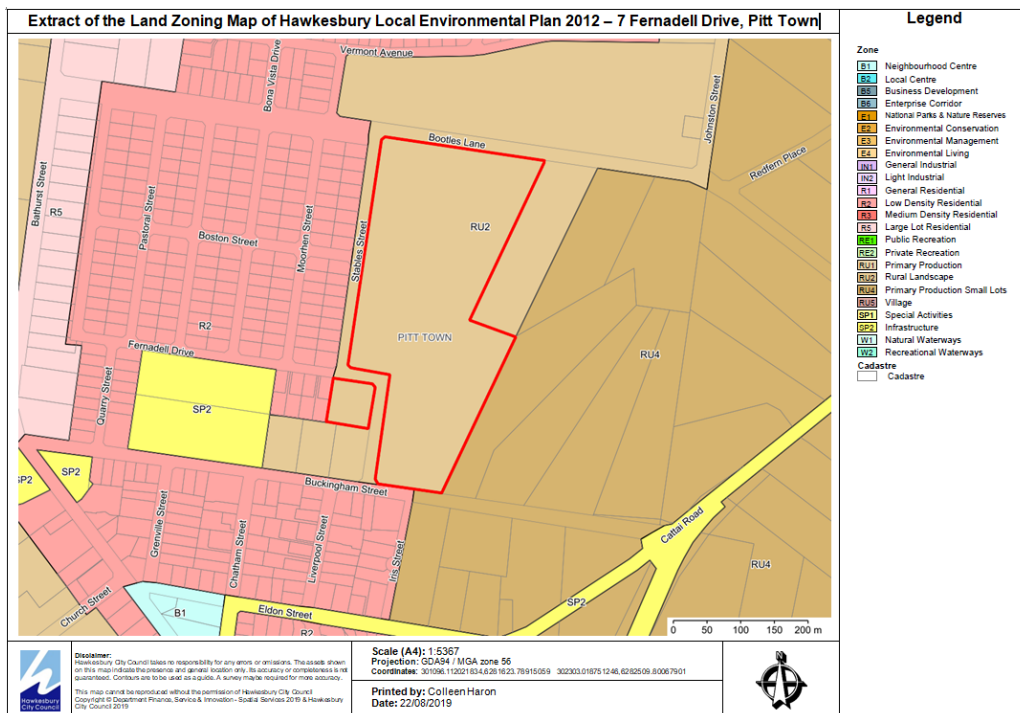 Extract of the Land Zoning Map of Hawkesbury Local Environmental Plan 2012 – 7 Fernadell Drive, Pitt Town
Legend
Zone
B1 Neighbourhood Centre
B2 Local Centre
B5 Business Development
B6 Enterprise Corridor
E1 National Parks & Nature Reserves
E2 Environmental Conservation
E3 Environmental Management
E4 Environmental Living
IN1 General Industrial
IN2 Light Industrial
R1 General Residential
R2 Low Density Residential
R3 Medium Density Residential
R5 Large Lot Residential
RE1 Public Recreation
RE2 Private Recreation
RU1 Primary Production
RU2 Rural Landscape
RU4 Primary Production Small Lots
RU5 Village
SP1 Special Activities
SP2 Infrastructure
W1 Natural Waterways
W2 Recreational Waterways
Cadastre
Cadastre
Vermont Avenue
Bona Vista Drive
Johnston Street
Bootles Lane
Redfern Place
Bathurst Street
R5
Pastoral Street
Boston Street
Moorhen Street
Stables Street
RU2
R2
PITT TOWN
Fernadell Drive
RU4
Quarry Street
SP2
SP2
SP2
Buckingham Street
Grenville Street
Chatham Street
Liverpool Street
Iris Street
Cattai Road
RU4
Church Street
B1
Eldon Street
SP2
R2
0 50 100 150 200 m
Hawkesbury
City Council
Disclaimer:
Hawkesbury City Council takes no responsibility for any errors or omissions. The assets shown
on this map indicate the presence and general location only. Its accuracy or completeness is not
guaranteed. Contours are to be used as a guide. A survey maybe required for more accuracy.
This map cannot be reproduced without the permission of Hawkesbury City Council
Copyright © Department Finance, Service & Innovation - Spatial Services 2019 & Hawkesbury
City Council 2019
Scale (A4): 1:5367
Projection: GDA94 / MGA zone 56
Coordinates: 301096.112021834,6281623.78915059 302303.018751246,6282509.80067901
Printed by: Colleen Haron
Date: 22/08/2019